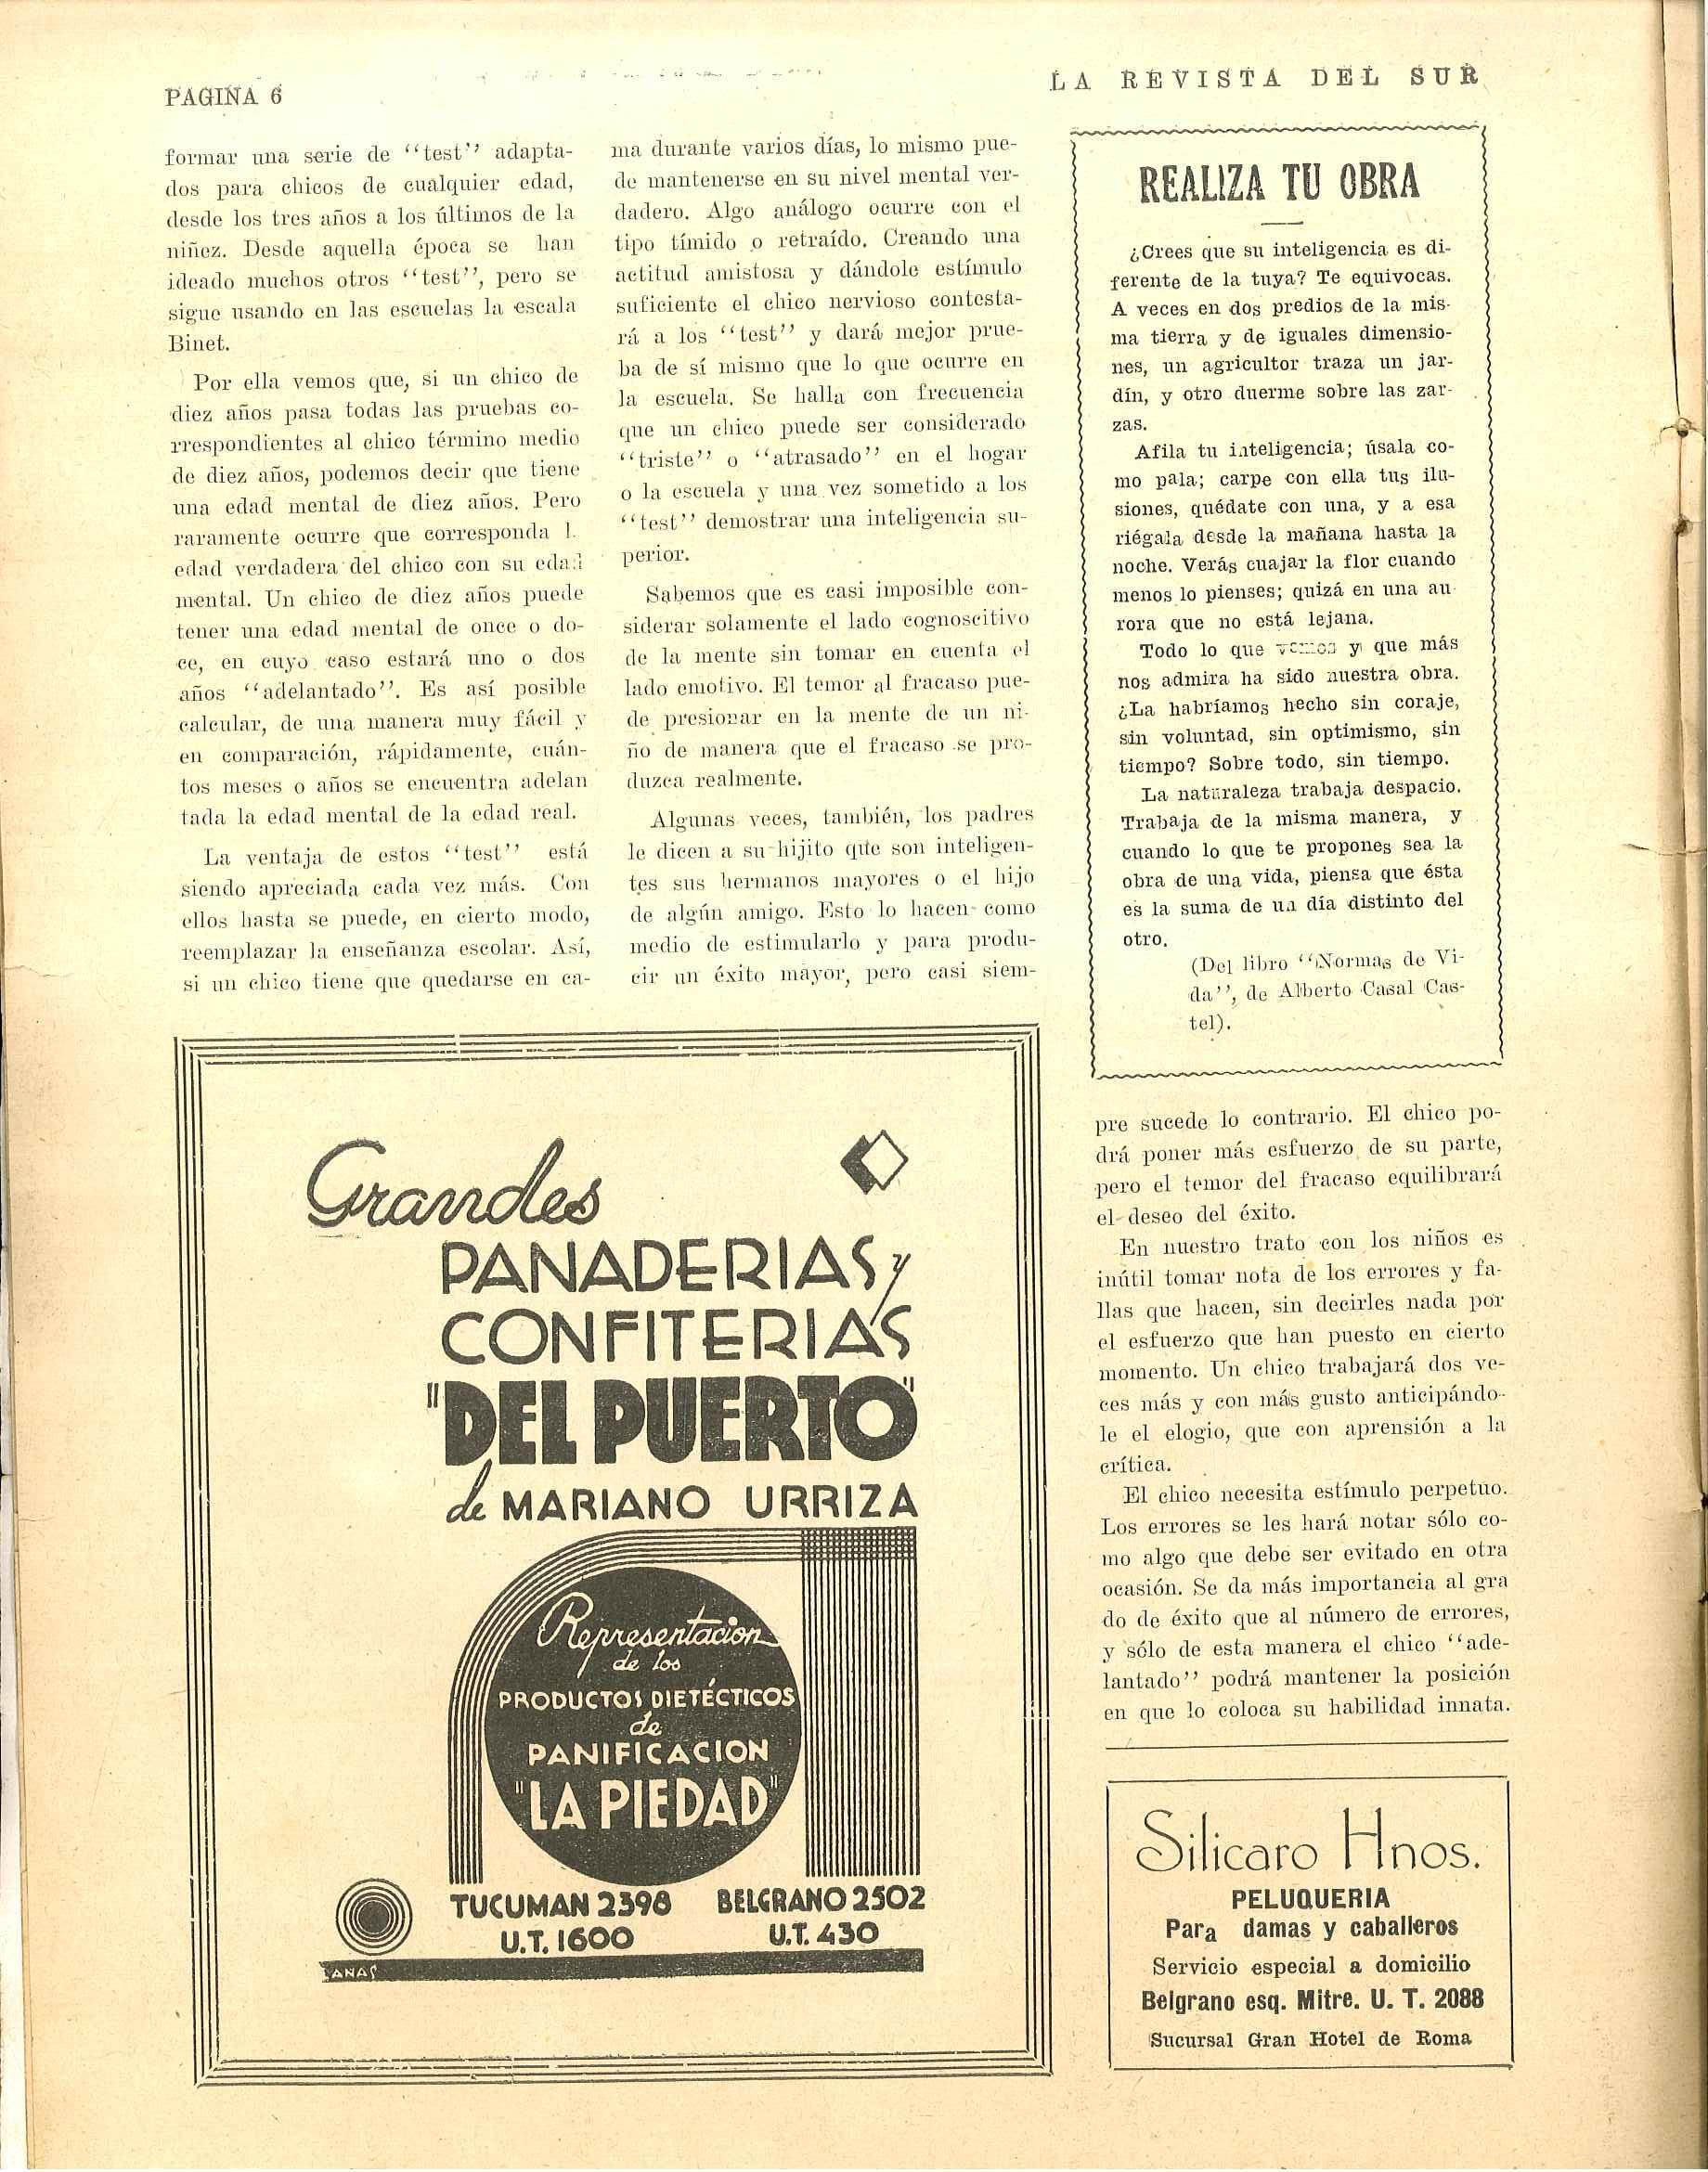 PAGINA 6
LA REVISTA DEL SUR
formar una serie de "test" adapta-
dos para chicos de cualquier edad,
desde los tres años a los últimos de la
niñez. Desde aquella época se han
ideado muchos otros "test", pero se
sigue usando en las escuelas la escala
Binet.
Por ella vemos que, si un chico de
diez años pasa todas las pruebas co-
rrespondientes al chico término medio
de diez años, podemos decir que tiene
una edad mental de diez años. Pero
raramente ocurre que corresponda l
edad verdadera del chico con su edad
mental. Un chico de diez años puede
tener una edad mental de once o do-
ce, en cuyo caso estará uno o dos
años "adelantado". Es así posible
calcular, de una manera muy fácil y
en comparación, rápidamente, cuán-
tos meses o años se encuentra adelan
tada la edad mental de la edad real.
La ventaja de estos "test" está
siendo apreciada cada vez más. Con
ellos hasta se puede, en cierto modo,
reemplazar la enseñanza escolar. Así,
si un chico tiene que quedarse en ca-
ma durante varios días, lo mismo pue-
de mantenerse en su nivel mental ver-
dadero. Algo análogo ocurre con el
tipo tímido o retraído. Creando una
actitud amistosa y dándole estímulo
suficiente el chico nervioso contesta-
rá a los "test" y dará mejor prue-
ba de sí mismo que lo que ocurre en
la escuela. Se halla con frecuencia
que un chico puede ser considerado
"triste" o "atrasado" en el hogar
o la escuela y una vez sometido a los
"test" demostrar una inteligencia su-
perior.
Sabemos que es casi imposible con-
siderar solamente el lado cognoscitivo
de la mente sin tomar en cuenta el
lado emotivo. El temor al fracaso pue-
de presionar en la mente de un ni-
ño de manera que el fracaso se pro-
duzca realmente.
Algunas veces, también, los padres
le dicen a su hijito que son inteligen-
tes sus hermanos mayores o el hijo
de algún amigo. Esto lo hacen como
medio de estimularlo y para produ-
cir un éxito mayor, pero casi siem-
REALIZA TU OBRA
¿Crees que su inteligencia es di-
ferente de la tuya? Te equivocas.
A veces en dos predios de la mis-
ma tierra y de iguales dimensio-
nes, un agricultor traza un jar-
dín, y otro duerme sobre las zar-
zas.
Afila tu inteligencia; úsala co-
mo pala; carpe con ella tus ilu-
siones, quédate con una, y a esa
riégala desde la mañana hasta la
noche. Verás cuajar la flor cuando
menos lo pienses; quizá en una au
rora que no está lejana.
Todo lo que vemos y que más
nos admira ha sido nuestra obra.
¿La habríamos hecho sin coraje,
sin voluntad, sin optimismo, sin
tiempo? Sobre todo, sin tiempo.
La naturaleza trabaja despacio.
Trabaja de la misma manera, y
cuando lo que te propones sea la
obra de una vida, piensa que ésta
es la suma de un día distinto del
otro.
(Del libro "Normas de Vi-
da", de Alberto Casal Cas-
tel).
pre sucede lo contrario. El chico po-
drá poner más esfuerzo de su parte,
pero el temor del fracaso equilibrará
el deseo del éxito.
En nuestro trato con los niños es
inútil tomar nota de los errores y fa-
llas que hacen, sin decirles nada por
el esfuerzo que han puesto en cierto
momento. Un chico trabajará dos ve-
ces más y con más gusto anticipándo-
le el elogio, que con aprensión a la
crítica.
El chico necesita estímulo perpetuo.
Los errores se les hará notar sólo co-
mo algo que debe ser evitado en otra
ocasión. Se da más importancia al gra
do de éxito que al número de errores,
y sólo de esta manera el chico "ade-
lantado" podrá mantener la posición
en que lo coloca su habilidad innata.
Grandes
PANADERIAS y
CONFITERIAS
"DEL PUERTO"
de MARIANO URRIZA
Representacion
de los
PRODUCTOS DIETÉCTICOS
de
PANIFICACION
"LA PIEDAD"
TUCUMAN 2398 BELGRANO 2502
U.T. 1600 U.T. 430
LANAS
Silicaro Hnos.
PELUQUERIA
Para damas y caballeros
Servicio especial a domicilio
Belgrano esq. Mitre. U. T. 2088
Sucursal Gran Hotel de Roma